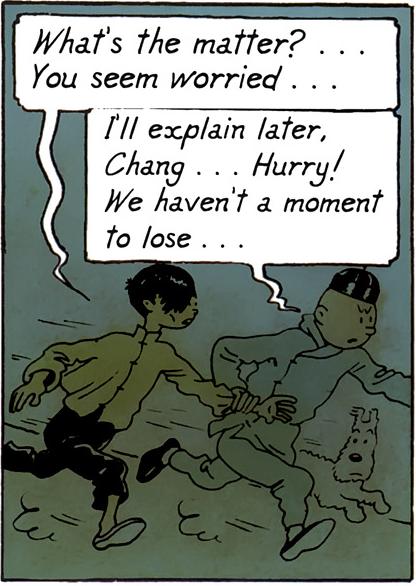 What's the matter? . . .
You seem worried . . .
I'll explain later,
Chang . . . Hurry!
We haven't a moment
to lose . . .